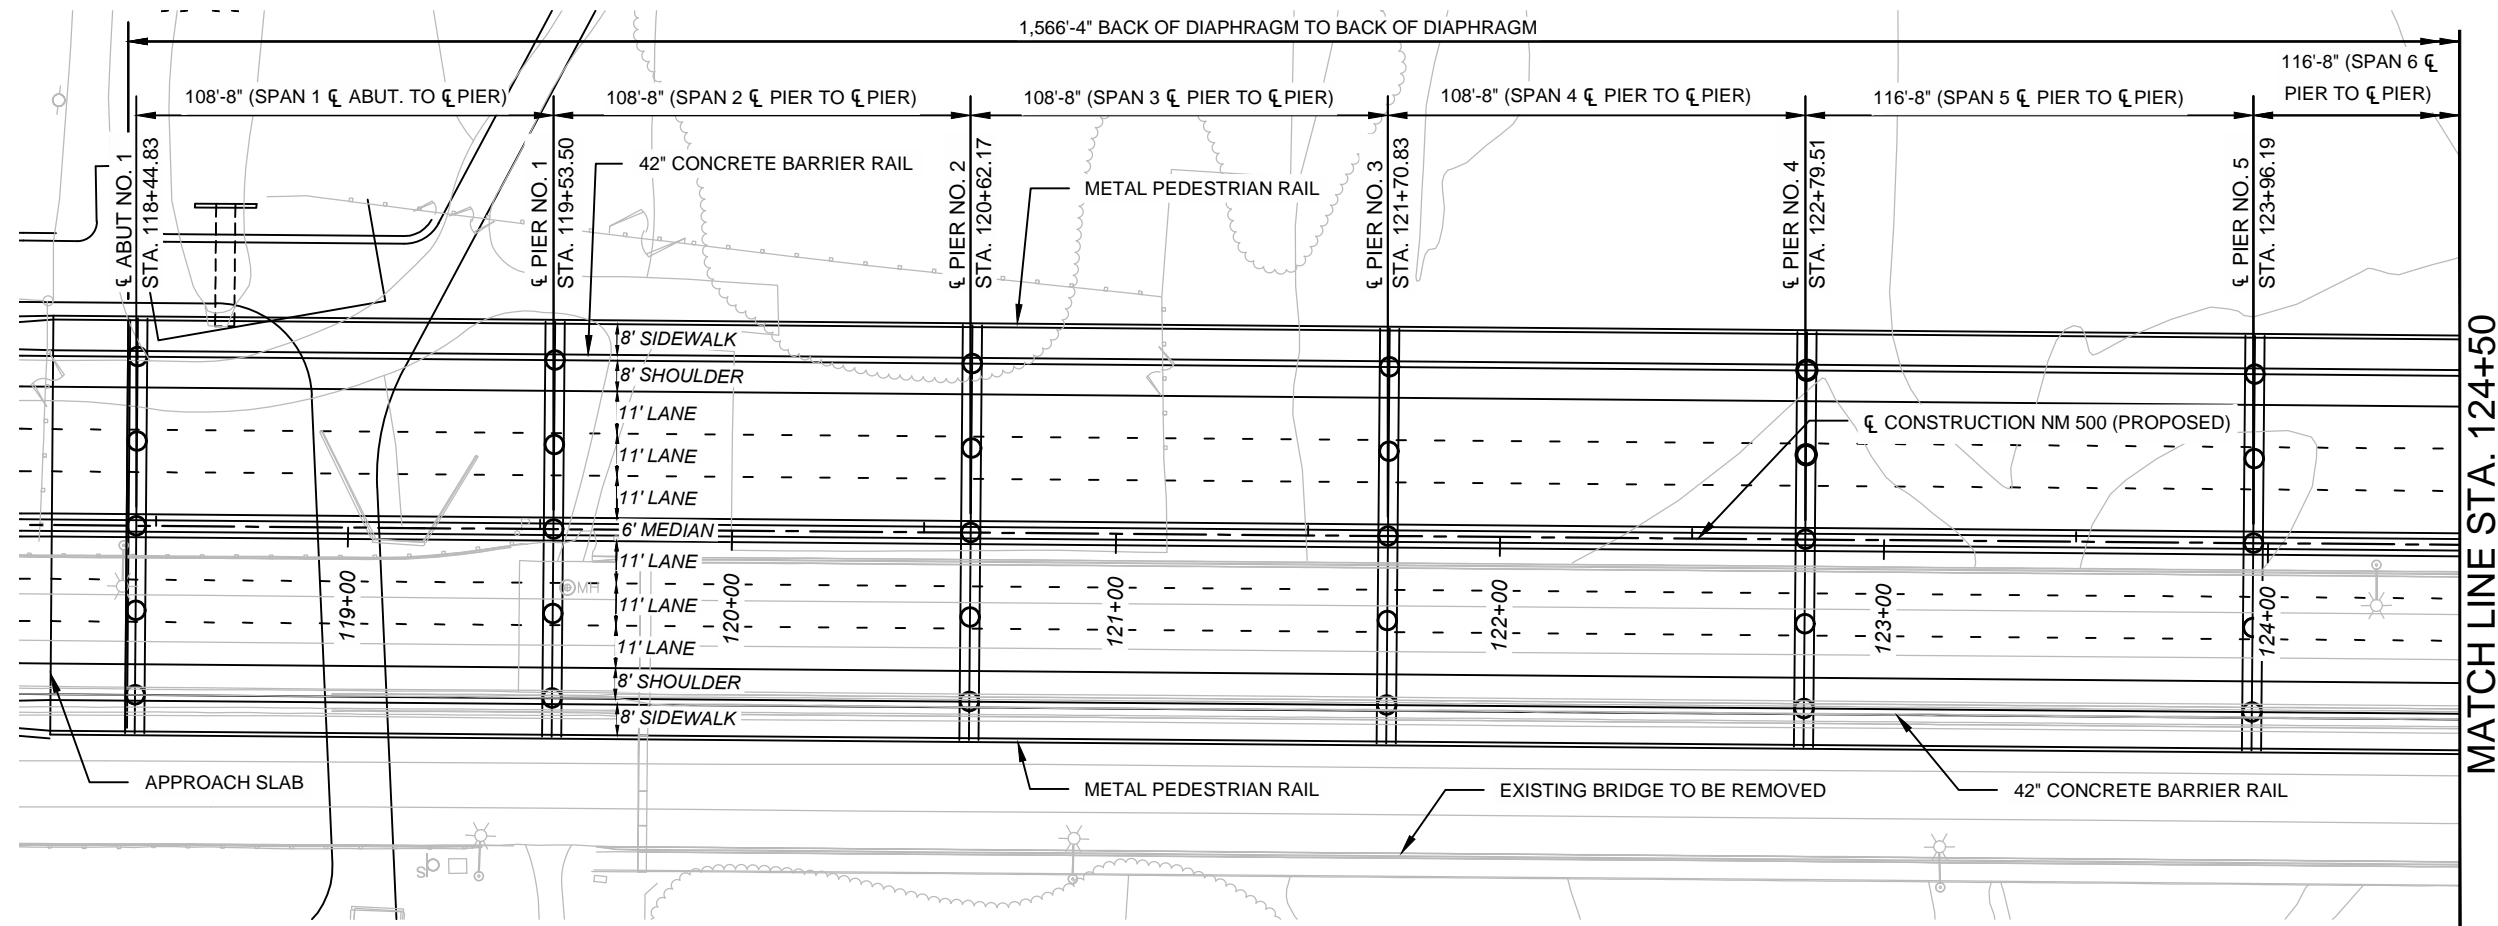 1,566'-4" BACK OF DIAPHRAGM TO BACK OF DIAPHRAGM
116'-8" (SPAN 6 ℄
PIER TO ℄ PIER)
108'-8" (SPAN 1 ℄ ABUT. TO ℄ PIER)
108'-8" (SPAN 2 ℄ PIER TO ℄ PIER)
108'-8" (SPAN 3 ℄ PIER TO ℄ PIER)
108'-8" (SPAN 4 ℄ PIER TO ℄ PIER)
116'-8" (SPAN 5 ℄ PIER TO ℄ PIER)
℄ ABUT NO. 1
STA. 118+44.83
℄ PIER NO. 1
STA. 119+53.50
℄ PIER NO. 2
STA. 120+62.17
℄ PIER NO. 3
STA. 121+70.83
℄ PIER NO. 4
STA. 122+79.51
℄ PIER NO. 5
STA. 123+96.19
42" CONCRETE BARRIER RAIL
METAL PEDESTRIAN RAIL
8' SIDEWALK
8' SHOULDER
11' LANE
11' LANE
11' LANE
6' MEDIAN
11' LANE
11' LANE
11' LANE
8' SHOULDER
8' SIDEWALK
℄ CONSTRUCTION NM 500 (PROPOSED)
MH
119+00
120+00
121+00
122+00
123+00
124+00
MATCH LINE STA. 124+50
APPROACH SLAB
METAL PEDESTRIAN RAIL
EXISTING BRIDGE TO BE REMOVED
42" CONCRETE BARRIER RAIL